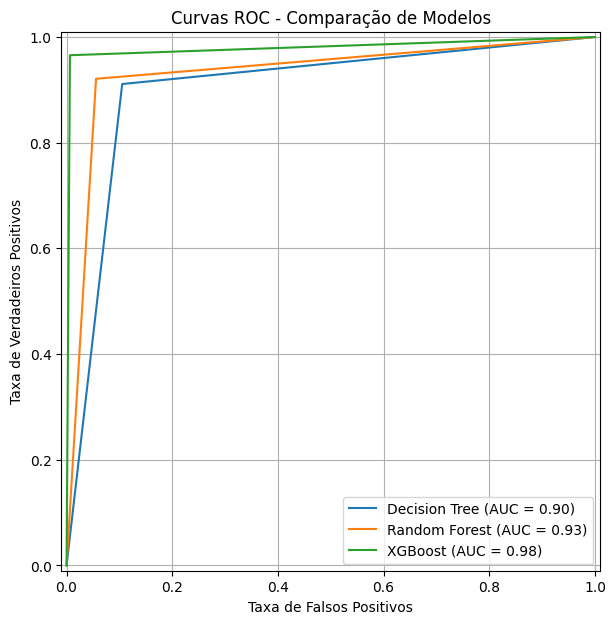 Curvas ROC - Comparação de Modelos
1.0
0.8
0.6
0.4
0.2
0.0
Taxa de Verdadeiros Positivos
Decision Tree (AUC = 0.90)
Random Forest (AUC = 0.93)
XGBoost (AUC = 0.98)
0.0 0.2 0.4 0.6 0.8 1.0
Taxa de Falsos Positivos